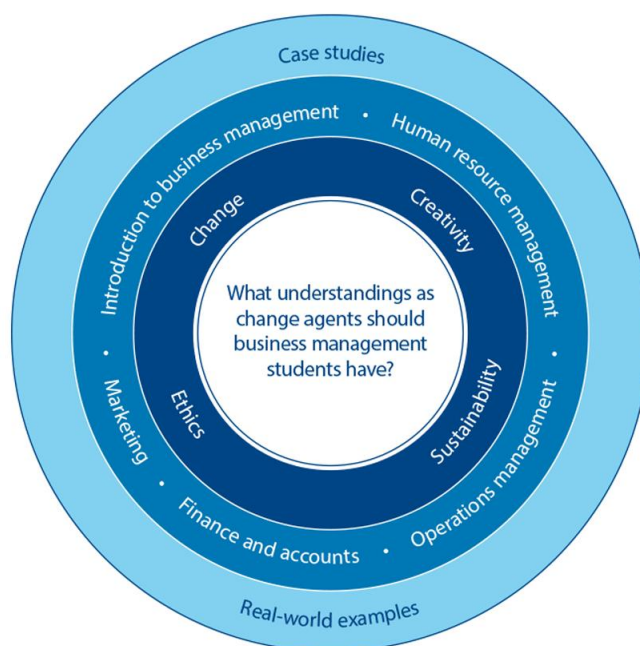 Case studies
Introduction to business management
Human resource management
Change
Creativity
What understandings as
change agents should
business management
students have?
Ethics
Sustainability
Marketing
Finance and accounts
Operations management
Real-world examples